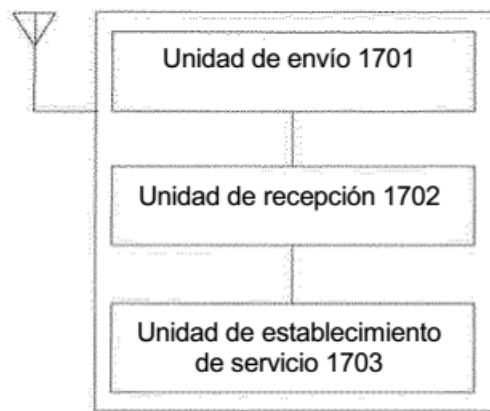 Unidad de envío 1701
Unidad de recepción 1702
Unidad de establecimiento
de servicio 1703